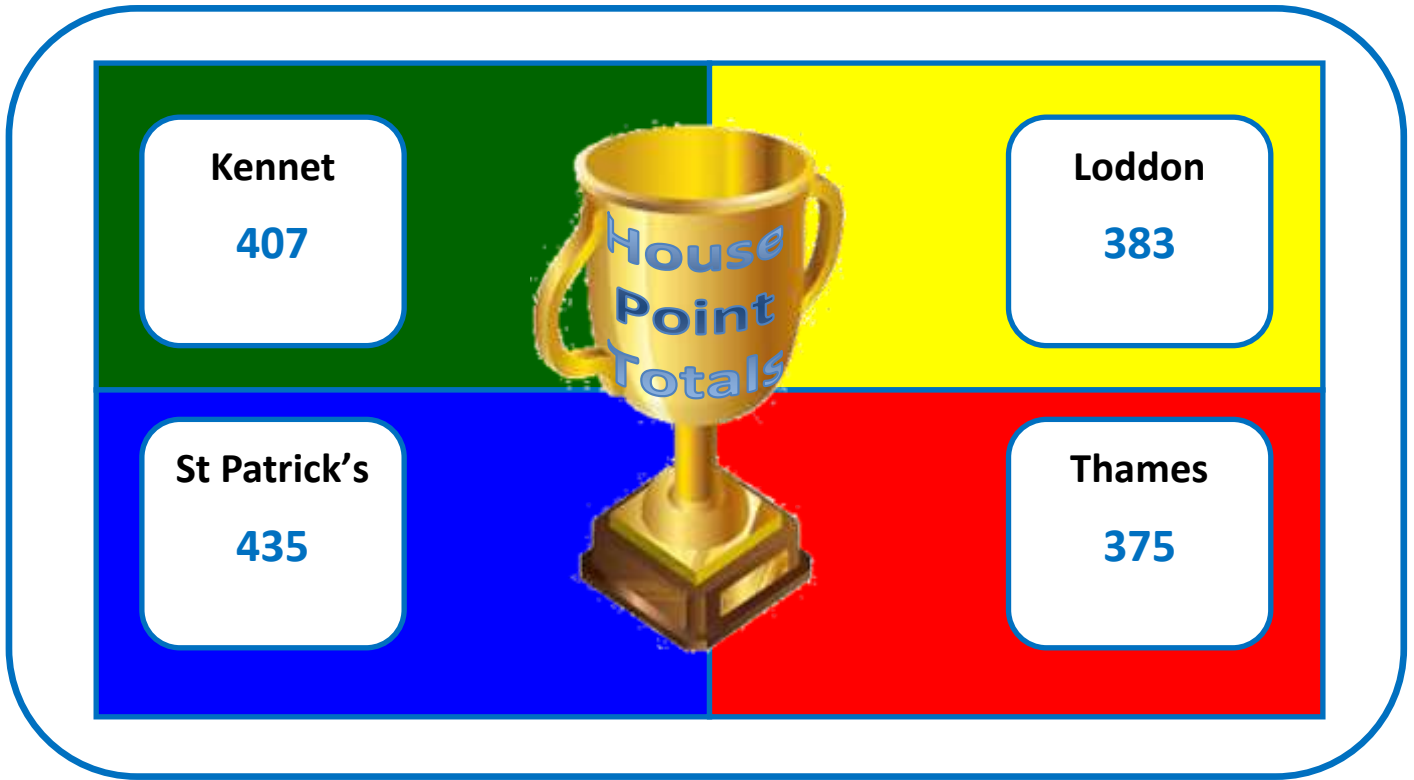 Kennet
407
Loddon
383
House
Point
Totals
St Patrick’s
435
Thames
375